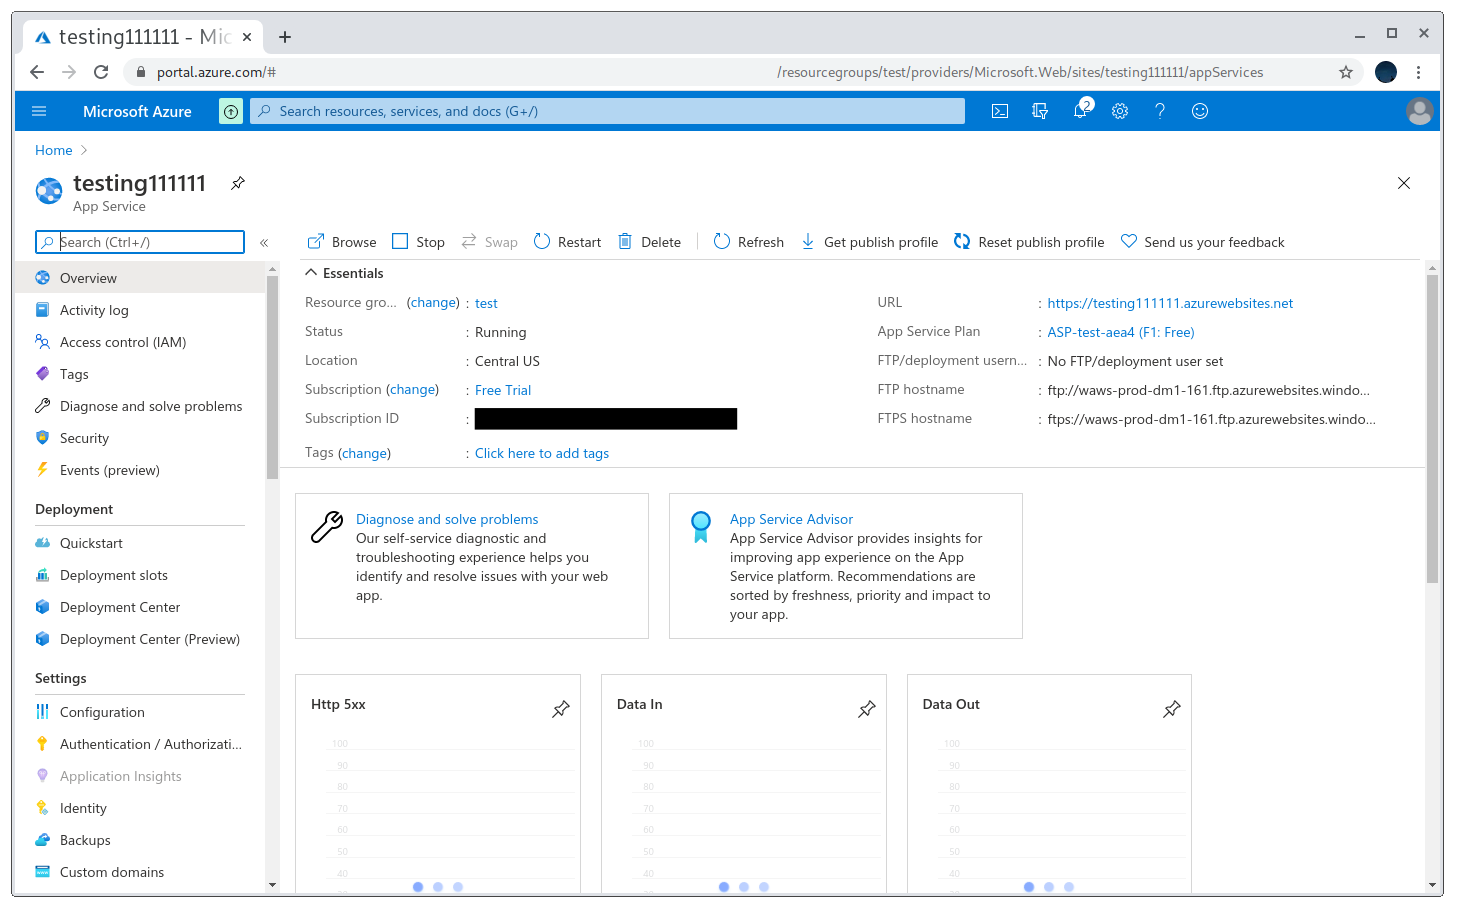 testing111111 - Mic
portal.azure.com/# /resourcegroups/test/providers/Microsoft.Web/sites/testing111111/appServices
Microsoft Azure
Search resources, services, and docs (G+/)
2
Home
testing111111
App Service
Search (Ctrl+/)
Overview
Activity log
Access control (IAM)
Tags
Diagnose and solve problems
Security
Events (preview)
Deployment
Quickstart
Deployment slots
Deployment Center
Deployment Center (Preview)
Settings
Configuration
Authentication / Authorizati...
Application Insights
Identity
Backups
Custom domains
Browse Stop Swap Restart Delete Refresh Get publish profile Reset publish profile Send us your feedback
Essentials
Resource gro... (change) : test
Status : Running
Location : Central US
Subscription (change) : Free Trial
Subscription ID :
Tags (change) : Click here to add tags
URL : https://testing111111.azurewebsites.net
App Service Plan : ASP-test-aea4 (F1: Free)
FTP/deployment usern... : No FTP/deployment user set
FTP hostname : ftp://waws-prod-dm1-161.ftp.azurewebsites.windo...
FTPS hostname : ftps://waws-prod-dm1-161.ftp.azurewebsites.windo...
Diagnose and solve problems
Our self-service diagnostic and
troubleshooting experience helps you
identify and resolve issues with your web
app.
App Service Advisor
App Service Advisor provides insights for
improving app experience on the App
Service platform. Recommendations are
sorted by freshness, priority and impact to
your app.
Http 5xx
100
90
80
70
60
50
40
Data In
100
90
80
70
60
50
40
Data Out
100
90
80
70
60
50
40